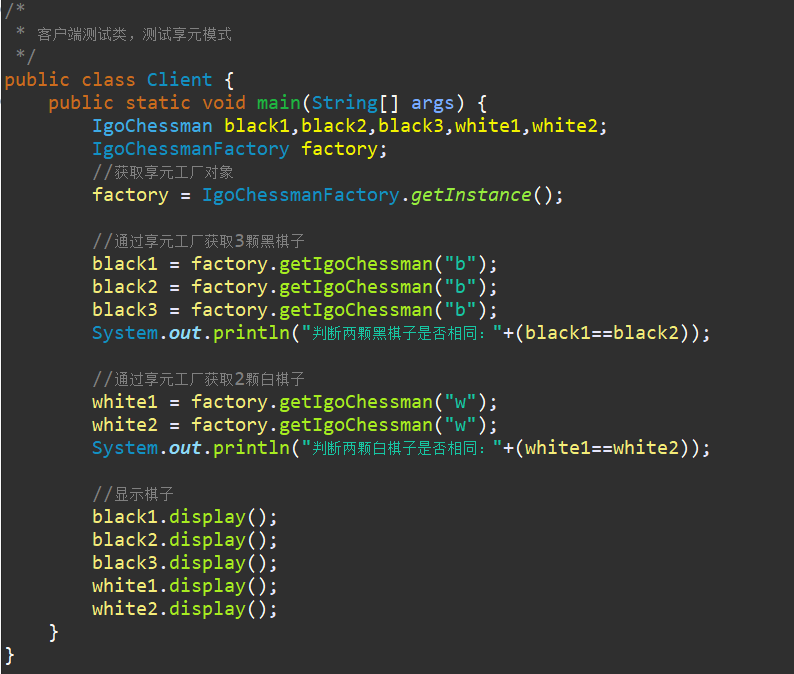 /*
 * 客户端测试类，测试享元模式
 */
public class Client {
    public static void main(String[] args) {
        IgoChessman black1,black2,black3,white1,white2;
        IgoChessmanFactory factory;
        //获取享元工厂对象
        factory = IgoChessmanFactory.getInstance();

        //通过享元工厂获取3颗黑棋子
        black1 = factory.getIgoChessman("b");
        black2 = factory.getIgoChessman("b");
        black3 = factory.getIgoChessman("b");
        System.out.println("判断两颗黑棋子是否相同："+(black1==black2));

        //通过享元工厂获取2颗白棋子
        white1 = factory.getIgoChessman("w");
        white2 = factory.getIgoChessman("w");
        System.out.println("判断两颗白棋子是否相同："+(white1==white2));

        //显示棋子
        black1.display();
        black2.display();
        black3.display();
        white1.display();
        white2.display();
    }
}